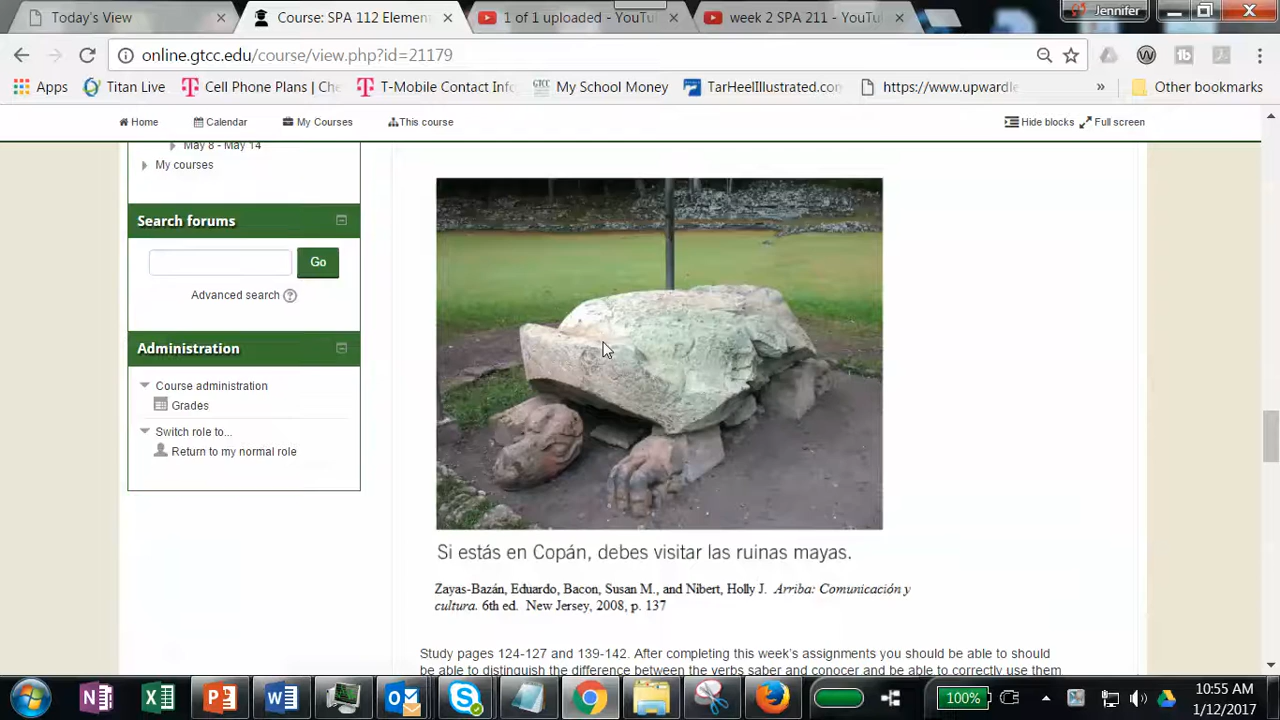 Today's View
Course: SPA 112 Element
1 of 1 uploaded - YouTu
week 2 SPA 211 - YouTub
Jennifer
online.gtcc.edu/course/view.php?id=21179
Apps
Titan Live
Cell Phone Plans | Che
T-Mobile Contact Info
My School Money
TarHeelIllustrated.con
https://www.upwardle
»
Other bookmarks
Home
Calendar
My Courses
This course
Hide blocks
Full screen
May 8 - May 14
My courses
Search forums
Go
Advanced search
Administration
Course administration
Grades
Switch role to...
Return to my normal role
Si estás en Copán, debes visitar las ruinas mayas.
Zayas-Bazán, Eduardo, Bacon, Susan M., and Nibert, Holly J. Arriba: Comunicación y
cultura. 6th ed. New Jersey, 2008, p. 137
Study pages 124-127 and 139-142. After completing this week's assignments you should be able to should
be able to distinguish the difference between the verbs saber and conocer and be able to correctly use them
100%
10:55 AM
1/12/2017